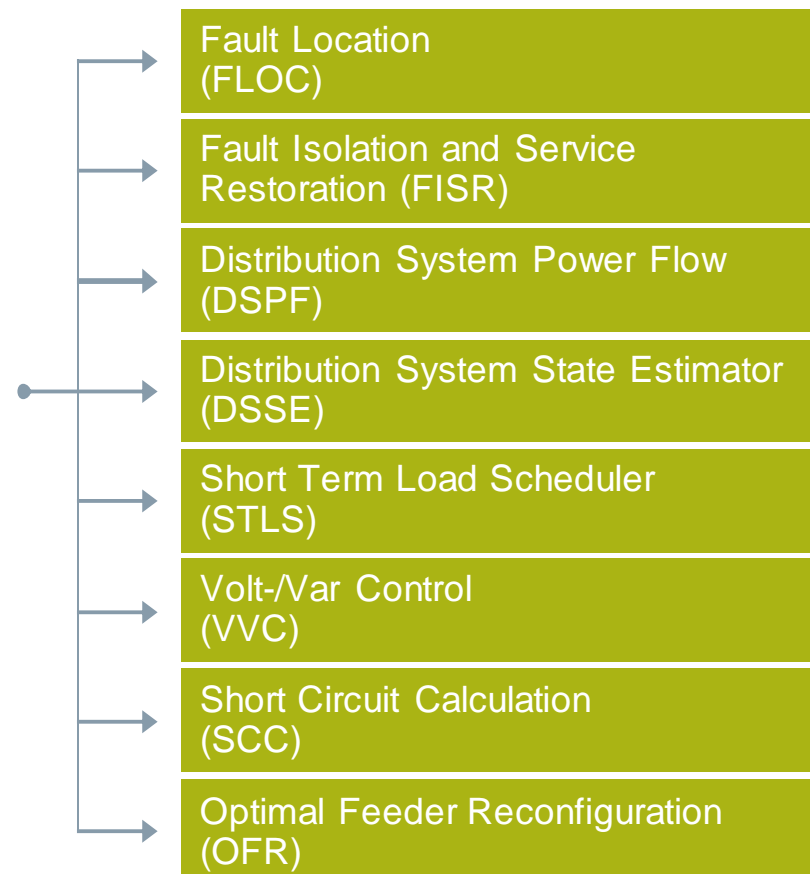 Fault Location
(FLOC)
Fault Isolation and Service
Restoration (FISR)
Distribution System Power Flow
(DSPF)
Distribution System State Estimator
(DSSE)
Short Term Load Scheduler
(STLS)
Volt-/Var Control
(VVC)
Short Circuit Calculation
(SCC)
Optimal Feeder Reconfiguration
(OFR)